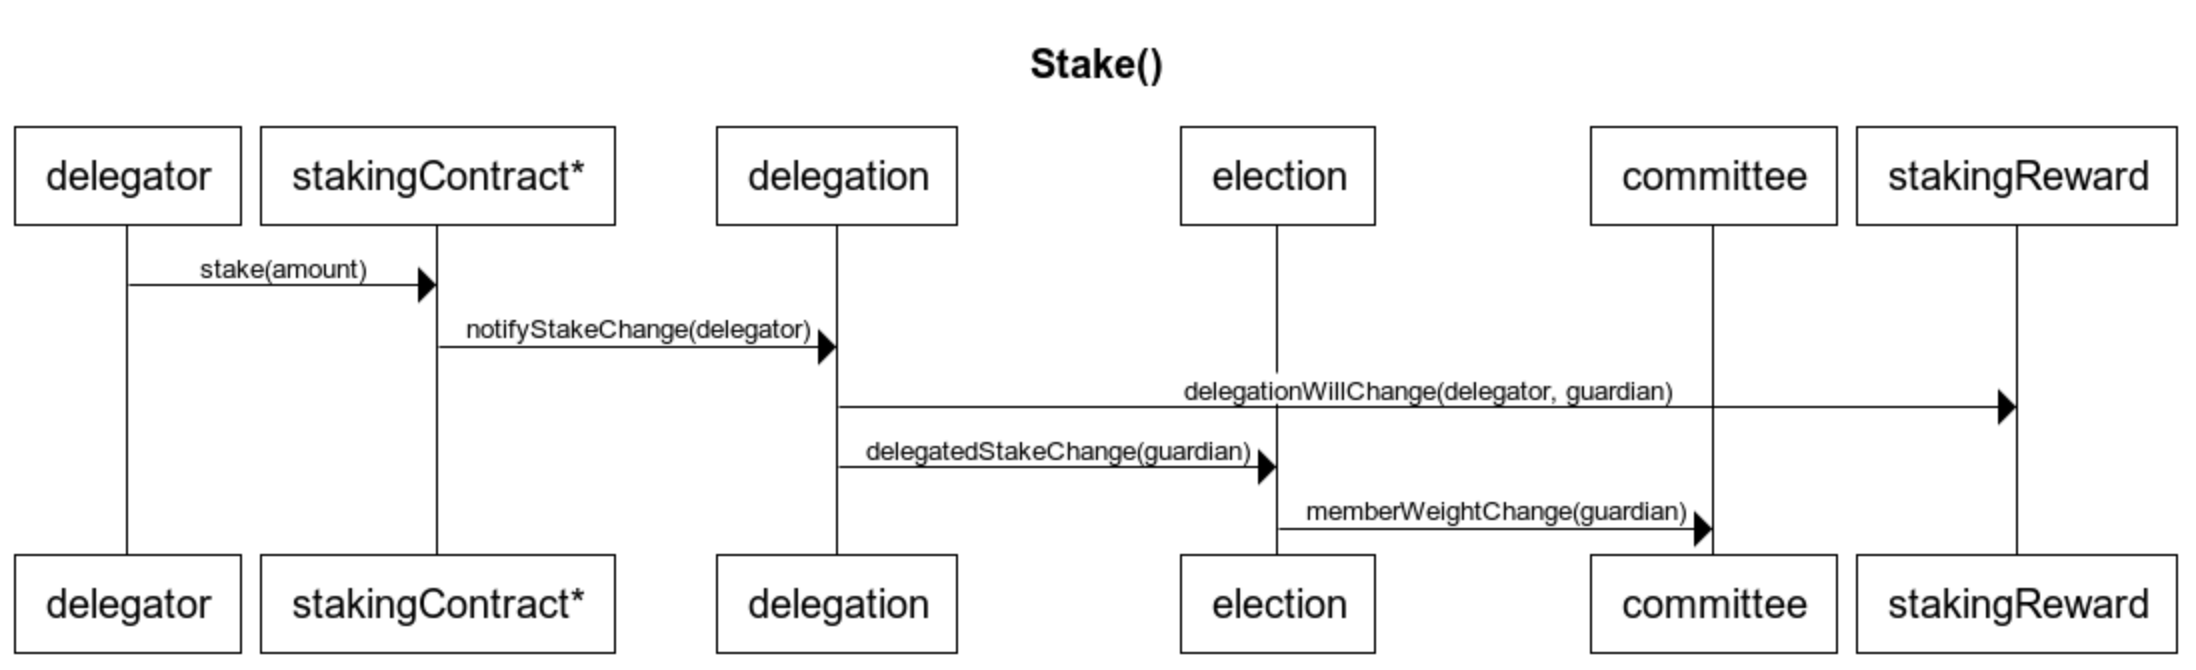 Stake()
delegator
stakingContract*
delegation
election
committee
stakingReward
stake(amount)
notifyStakeChange(delegator)
delegationWillChange(delegator, guardian)
delegatedStakeChange(guardian)
memberWeightChange(guardian)
delegator
stakingContract*
delegation
election
committee
stakingReward